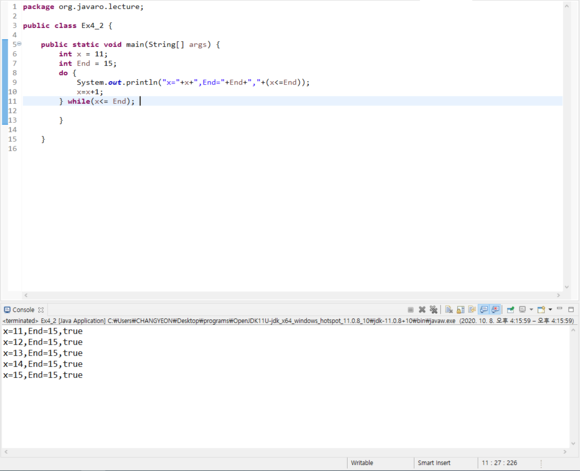 1 package org.javaro.lecture;
2
3 public class Ex4_2 {
4
5 public static void main(String[] args) {
6 int x = 11;
7 int End = 15;
8 do {
9 System.out.println("x="+x+",End="+End+","+(x<=End));
10 x=x+1;
11 } while(x<= End);
12
13 }
14
15 }
16
Console
<terminated> Ex4_2 [Java Application] C:₩Users₩CHANGYEON₩Desktop₩programs₩OpenJDK11U-jdk_x64_windows_hotspot_11.0.8_10₩jdk-11.0.8+10₩bin₩javaw.exe (2020. 10. 8. 오후 4:15:59 – 오후 4:15:59)
x=11,End=15,true
x=12,End=15,true
x=13,End=15,true
x=14,End=15,true
x=15,End=15,true
Writable Smart Insert 11 : 27 : 226